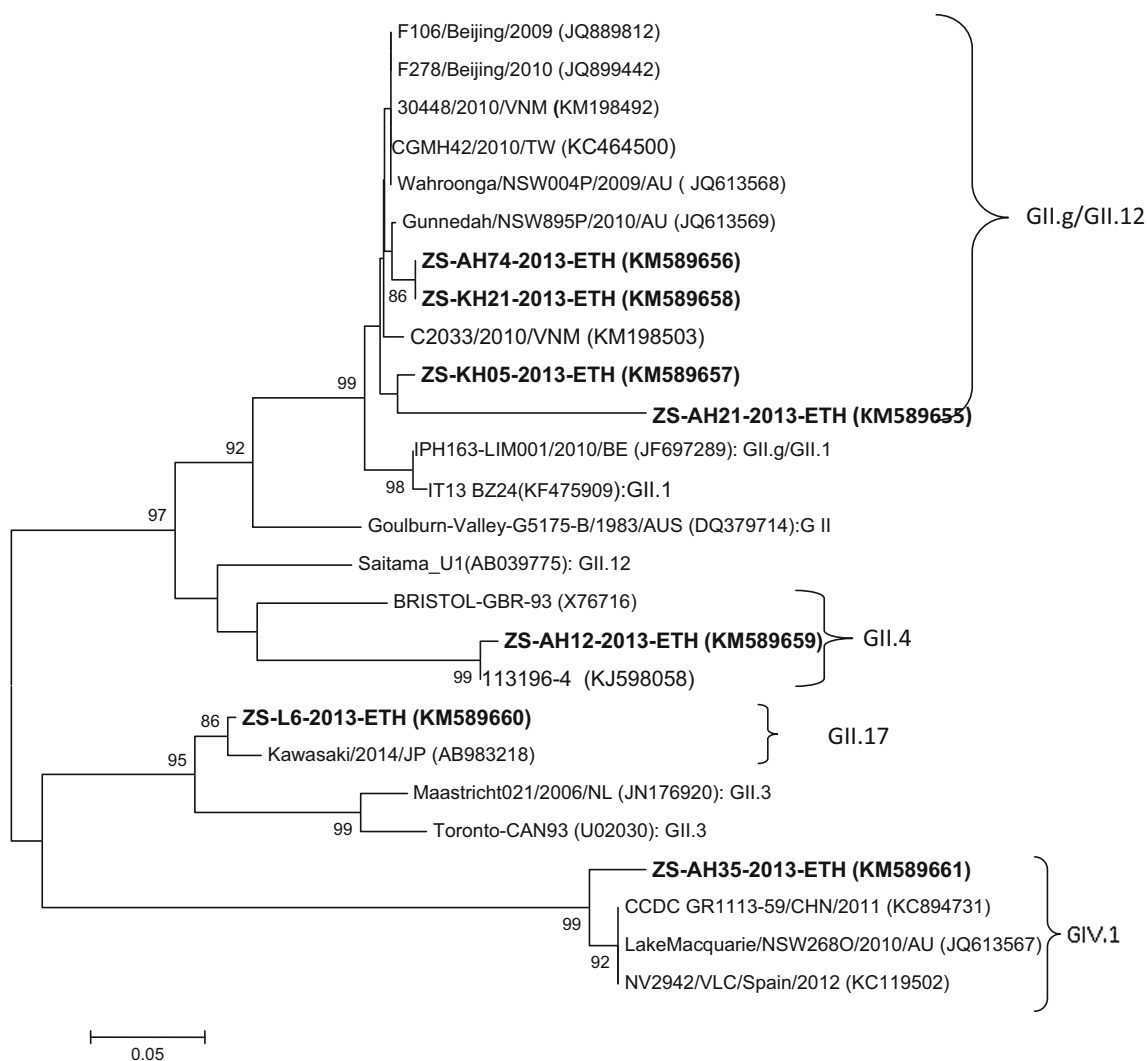 F106/Beijing/2009 (JQ889812)
F278/Beijing/2010 (JQ899442)
30448/2010/VNM (KM198492)
CGMH42/2010/TW (KC464500)
Wahroonga/NSW004P/2009/AU ( JQ613568)
Gunnedah/NSW895P/2010/AU (JQ613569)
GII.g/GII.12
ZS-AH74-2013-ETH (KM589656)
86
ZS-KH21-2013-ETH (KM589658)
C2033/2010/VNM (KM198503)
ZS-KH05-2013-ETH (KM589657)
99
ZS-AH21-2013-ETH (KM589655)
92
IPH163-LIM001/2010/BE (JF697289): GII.g/GII.1
98
IT13 BZ24(KF475909):GII.1
97
Goulburn-Valley-G5175-B/1983/AUS (DQ379714):G II
Saitama_U1(AB039775): GII.12
BRISTOL-GBR-93 (X76716)
ZS-AH12-2013-ETH (KM589659)
GII.4
99
113196-4 (KJ598058)
86
ZS-L6-2013-ETH (KM589660)
GII.17
95
Kawasaki/2014/JP (AB983218)
Maastricht021/2006/NL (JN176920): GII.3
99
Toronto-CAN93 (U02030): GII.3
ZS-AH35-2013-ETH (KM589661)
99
CCDC GR1113-59/CHN/2011 (KC894731)
GIV.1
LakeMacquarie/NSW268O/2010/AU (JQ613567)
92
NV2942/VLC/Spain/2012 (KC119502)
0.05